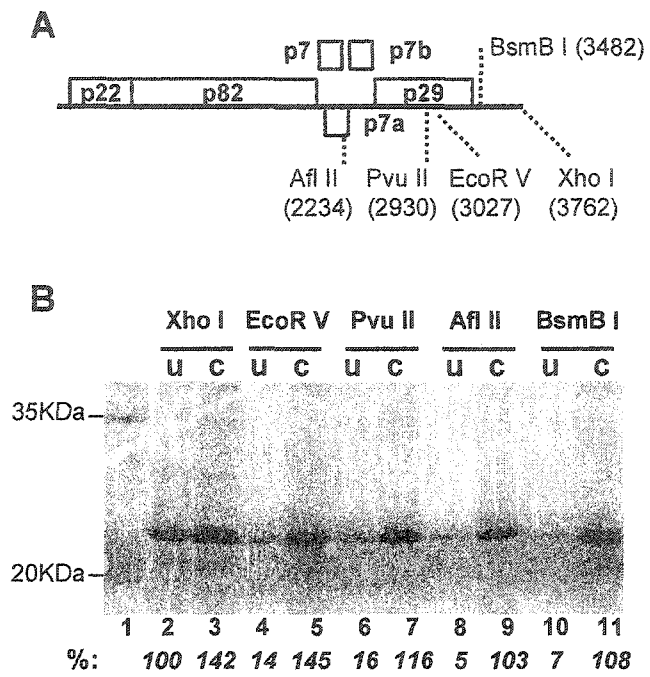 A
p7 p7b BsmB I (3482)
p22 p82 p29
p7a
Afl II Pvu II EcoR V Xho I
(2234) (2930) (3027) (3762)
B
Xho I EcoR V Pvu II Afl II BsmB I
u c u c u c u c u c
35KDa
20KDa
1 2 3 4 5 6 7 8 9 10 11
%: 100 142 14 145 16 116 5 103 7 108